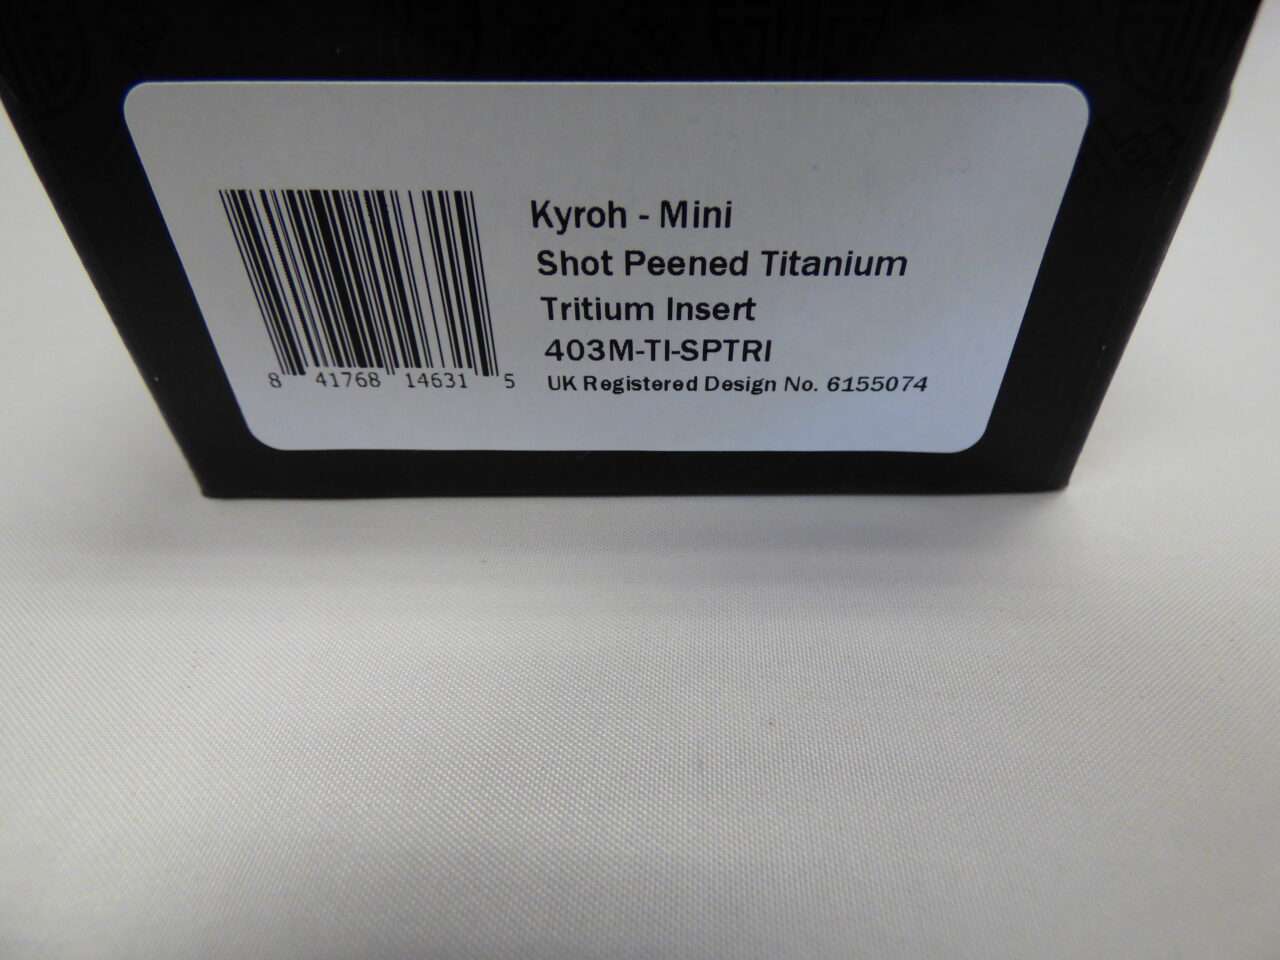 Kyroh - Mini
Shot Peened Titanium
Tritium Insert
403M-TI-SPTRI
UK Registered Design No. 6155074
8 41768 14631 5